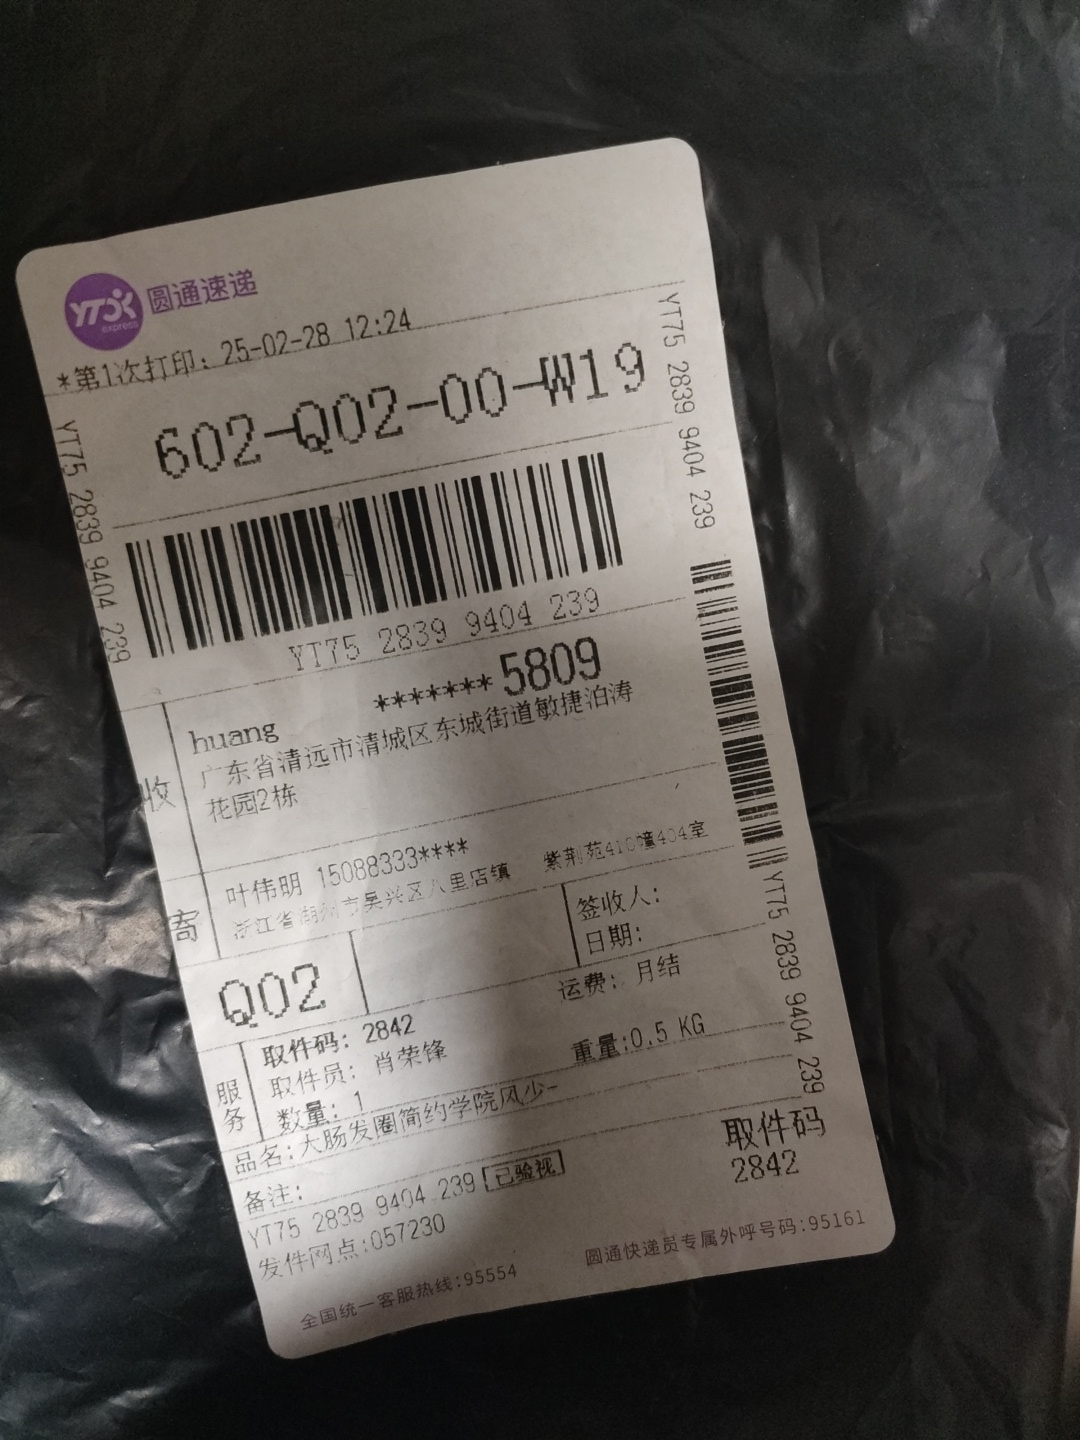 YTO express 圆通速递
*第1次打印: 25-02-28 12:24
602-Q02-00-W19
YT75 2839 9404 239
YT75 2839 9404 239
YT75 2839 9404 239
*******5809
收
huang
广东省清远市清城区东城街道敏捷泊涛
花园2栋
寄
叶伟明 15088333****
浙江省湖州市吴兴区八里店镇 紫荆苑410幢404室
签收人:
日期:
Q02
运费: 月结
服务
取件码: 2842
取件员: 肖荣锋
重量:0.5 KG
数量: 1
品名:大肠发圈简约学院风少-
备注:
YT75 2839 9404 239 已验视
发件网点:057230
取件码
2842
YT75 2839 9404 239
全国统一客服热线:95554
圆通快递员专属外呼号码:95161